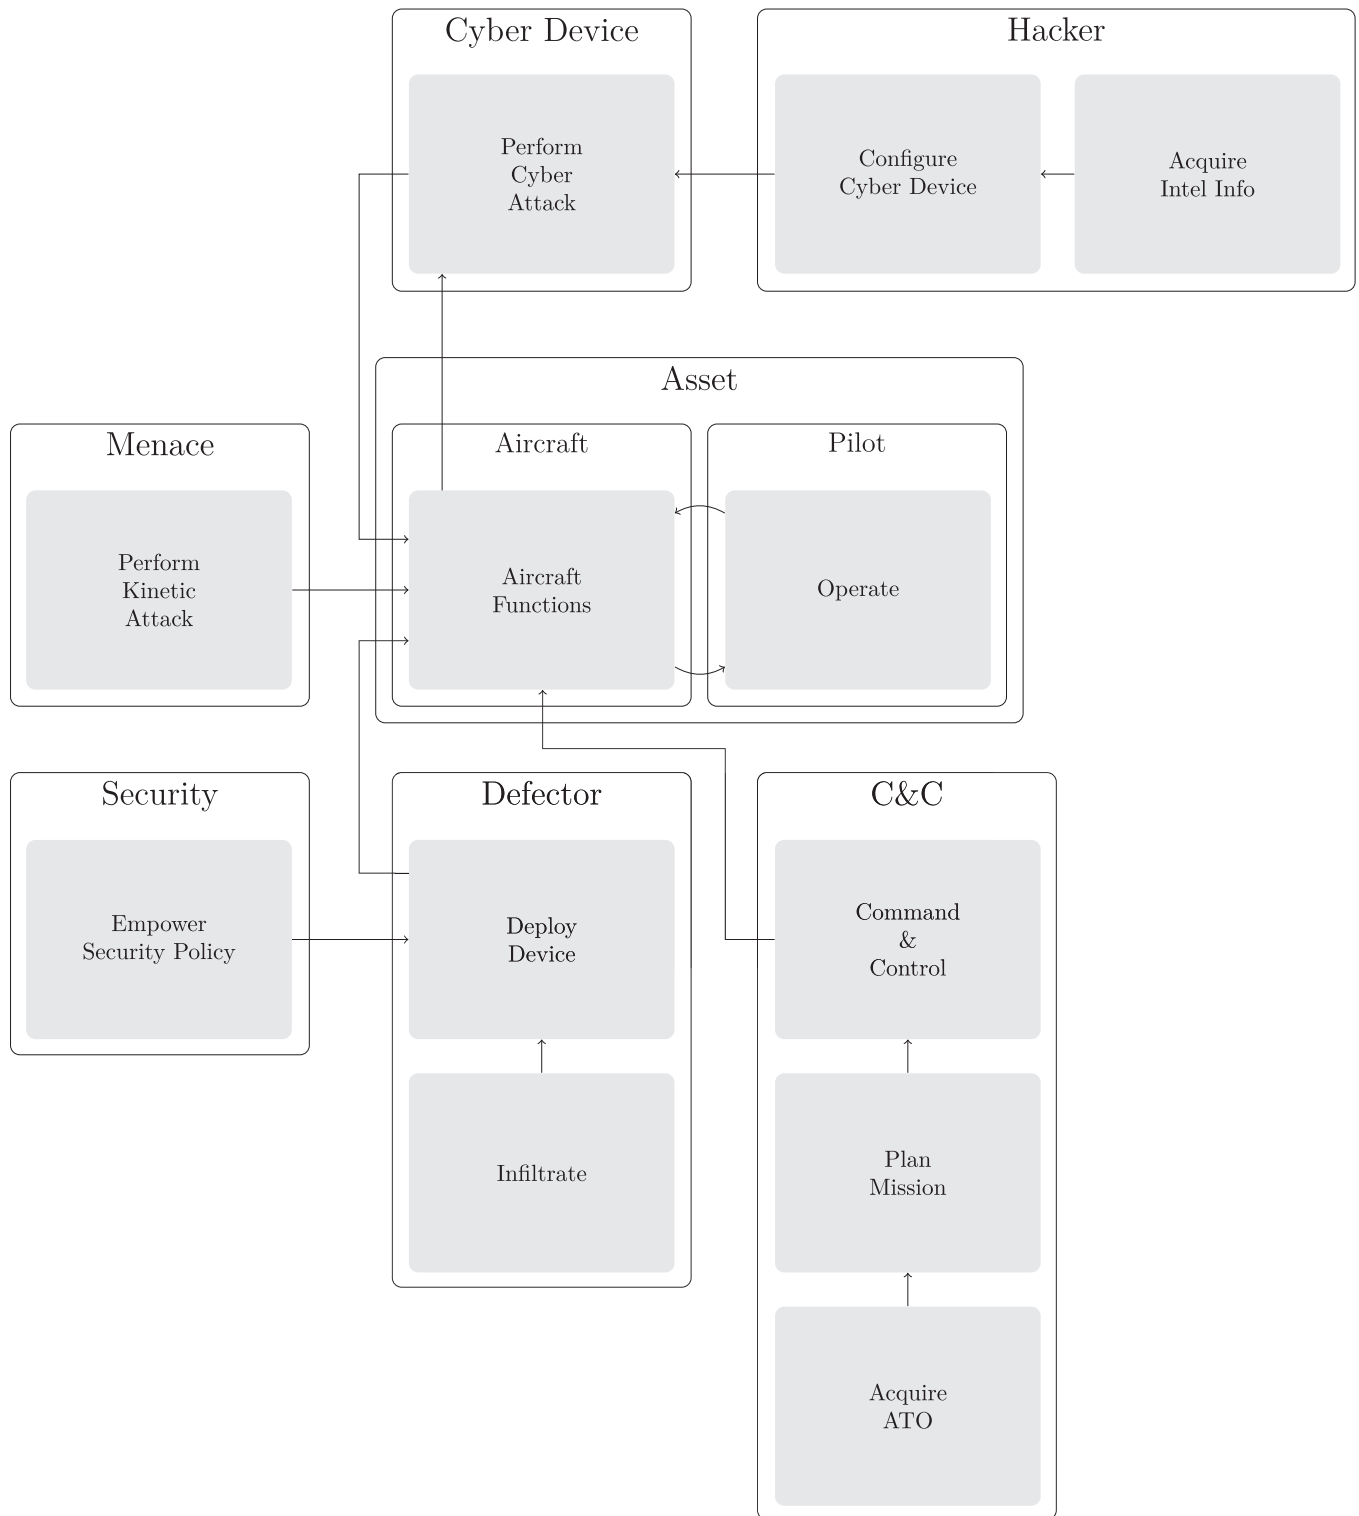 Cyber Device
Perform
Cyber
Attack
Hacker
Configure
Cyber Device
Acquire
Intel Info
Asset
Menace
Perform
Kinetic
Attack
Aircraft
Aircraft
Functions
Pilot
Operate
Security
Empower
Security Policy
Defector
Deploy
Device
Infiltrate
C&C
Command
&
Control
Plan
Mission
Acquire
ATO